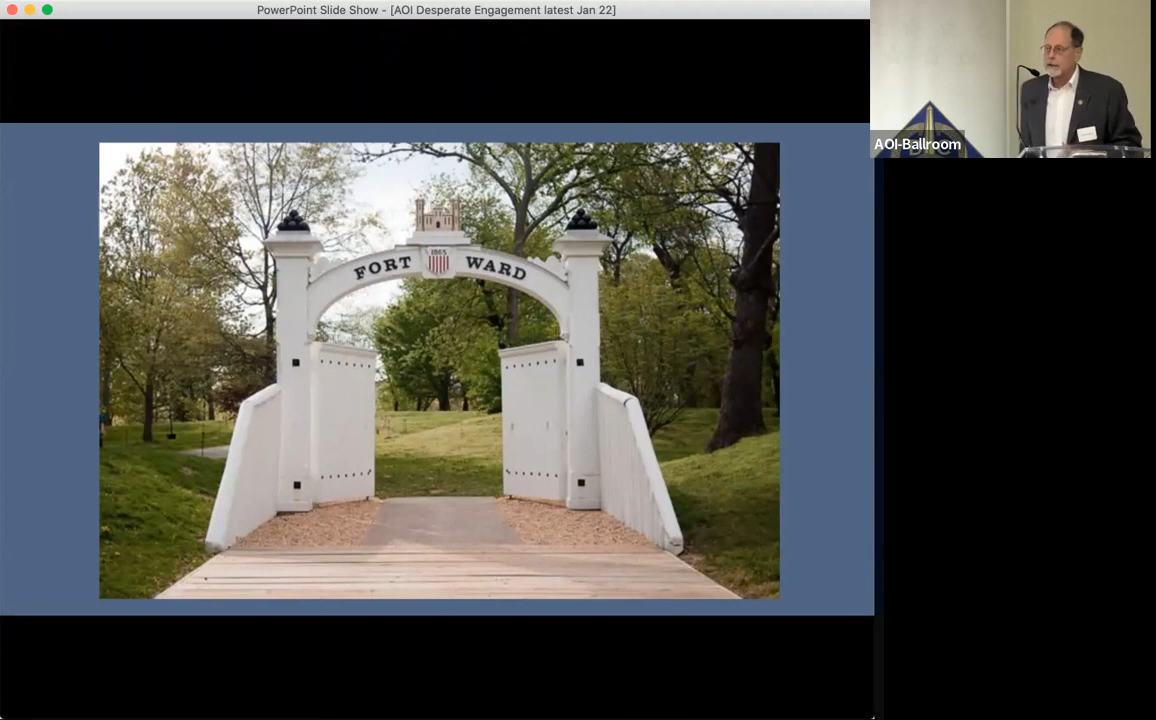 PowerPoint Slide Show - [AOI Desperate Engagement latest Jan 22]
1865
FORT WARD
AOI-Ballroom